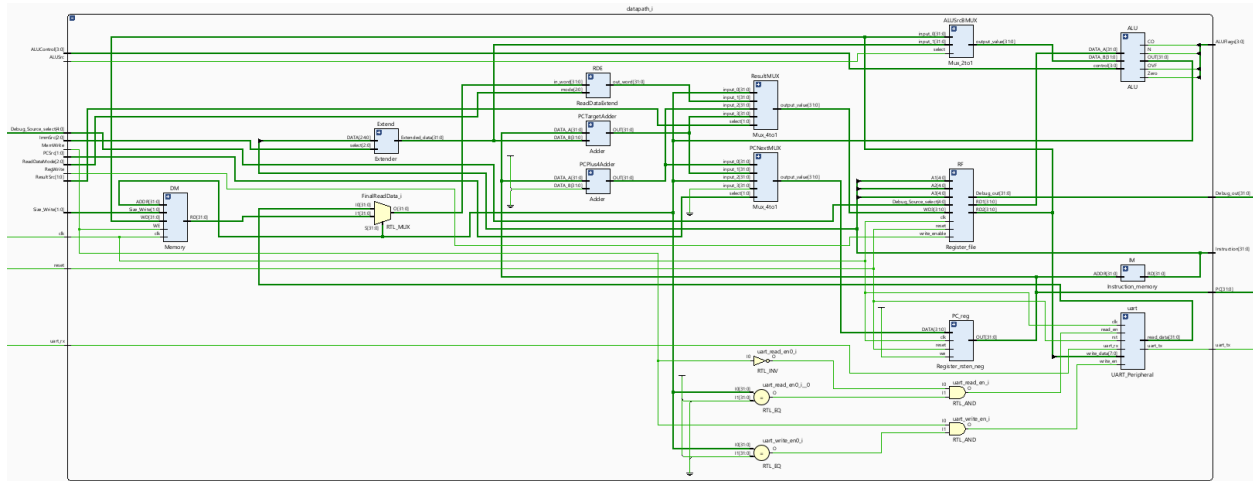 datapath_i
ALUControl[3:0]
ALUSrc
Debug_Source_select[4:0]
ImmSrc[2:0]
MemWrite
PCSrc[1:0]
ReadDataMode[2:0]
RegWrite
ResultSrc[1:0]
Size_Write[1:0]
clk
reset
uart_rx
DM
ADDR[31:0]
Size_Write[1:0]
WD[31:0]
WE
clk
RD[31:0]
Memory
Extend
DATA[24:0]
select[2:0]
Extended_data[31:0]
Extender
FinalReadData_i
I0[31:0]
I1[31:0]
S[31:0]
O[31:0]
RTL_MUX
RDE
in_word[31:0]
mode[2:0]
out_word[31:0]
ReadDataExtend
PCTargetAdder
DATA_A[31:0]
DATA_B[31:0]
OUT[31:0]
Adder
PCPlus4Adder
DATA_A[31:0]
DATA_B[31:0]
OUT[31:0]
Adder
ResultMUX
input_0[31:0]
input_1[31:0]
input_2[31:0]
input_3[31:0]
select[1:0]
output_value[31:0]
Mux_4to1
PCNextMUX
input_0[31:0]
input_1[31:0]
input_2[31:0]
input_3[31:0]
select[1:0]
output_value[31:0]
Mux_4to1
ALUSrcBMUX
input_0[31:0]
input_1[31:0]
select
output_value[31:0]
Mux_2to1
ALU
DATA_A[31:0]
DATA_B[31:0]
control[3:0]
CO
N
OUT[31:0]
OVF
Zero
ALU
RF
A1[4:0]
A2[4:0]
A3[4:0]
Debug_Source_select[4:0]
WD3[31:0]
clk
reset
write_enable
Debug_out[31:0]
RD1[31:0]
RD2[31:0]
Register_file
IM
ADDR[31:0]
RD[31:0]
Instruction_memory
PC_reg
DATA[31:0]
clk
reset
we
OUT[31:0]
Register_rsten_neg
uart
clk
read_en
rst
uart_rx
write_data[7:0]
write_en
read_data[31:0]
uart_tx
UART_Peripheral
uart_read_en0_i
I0
O
RTL_INV
uart_read_en0_i__0
I0[31:0]
I1[31:0]
O
=
RTL_EQ
uart_write_en0_i
I0[31:0]
I1[31:0]
O
=
RTL_EQ
uart_read_en_i
I0
I1
O
RTL_AND
uart_write_en_i
I0
I1
O
RTL_AND
ALUFlags[3:0]
Debug_out[31:0]
Instruction[31:0]
PC[31:0]
uart_tx